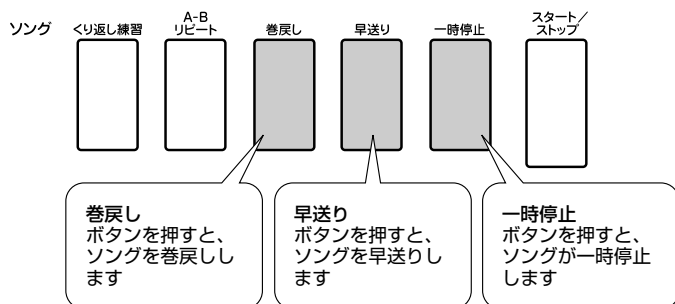 ソング
くり返し練習
A-B
リピート
巻戻し
早送り
一時停止
スタート／
ストップ
巻戻し
ボタンを押すと、
ソングを巻戻しし
ます
早送り
ボタンを押すと、
ソングを早送りし
ます
一時停止
ボタンを押すと、
ソングが一時停止
します